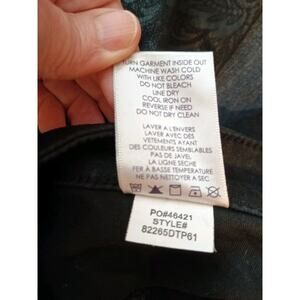 TURN GARMENT INSIDE OUT
MACHINE WASH COLD
WITH LIKE COLORS
DO NOT BLEACH
LINE DRY
COOL IRON ON
REVERSE IF NEED
DO NOT DRY CLEAN
LAVER A L'ENVERS
LAVER A FROID AVEC DES
VETEMENTS AYANT
DES COULEURS SEMBLABLES
PAS DE JAVEL
LA LIGNE SÈCHE
FER À BASSE TEMPERATURE
NE PAS NETTOYER A SEC
PO#46421
STYLE#
82265DTP61